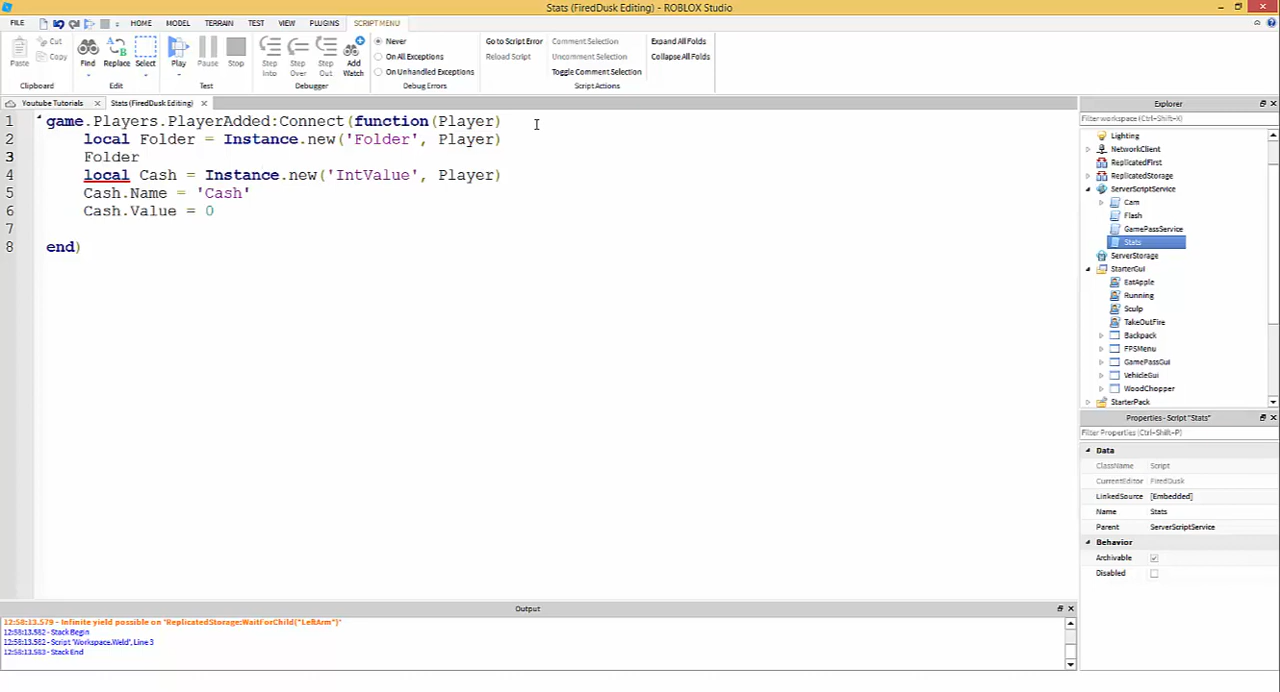 Stats (FiredDusk Editing) - ROBLOX Studio
FILE HOME MODEL TERRAIN TEST VIEW PLUGINS SCRIPT MENU
Paste Cut Copy Find Replace Select Play Pause Stop Step Into Step Over Step Out Add Watch
Never
On All Exceptions
On Unhandled Exceptions
Go to Script Error
Reload Script
Comment Selection
Uncomment Selection
Toggle Comment Selection
Expand All Folds
Collapse All Folds
Clipboard Edit Test Debugger Debug Errors Script Actions
Youtube Tutorials × Stats (FiredDusk Editing) ×
1 game.Players.PlayerAdded:Connect(function(Player)
2 local Folder = Instance.new('Folder', Player)
3 Folder
4 local Cash = Instance.new('IntValue', Player)
5 Cash.Name = 'Cash'
6 Cash.Value = 0
7
8 end)
Explorer
Filter workspace (Ctrl+Shift+X)
Lighting
NetworkClient
ReplicatedFirst
ReplicatedStorage
ServerScriptService
Cam
Flash
GamePassService
Stats
ServerStorage
StarterGui
EatApple
Running
Sculp
TakeOutFire
Backpack
FPSMenu
GamePassGui
VehicleGui
WoodChopper
StarterPack
Properties - Script "Stats"
Filter Properties (Ctrl+Shift+P)
Data
ClassName Script
CurrentEditor FiredDusk
LinkedSource [Embedded]
Name Stats
Parent ServerScriptService
Behavior
Archivable
Disabled
Output
12:58:13.579 - Infinite yield possible on 'ReplicatedStorage:WaitForChild("LeftArm")'
12:58:13.582 - Stack Begin
12:58:13.582 - Script 'Workspace.Weld', Line 3
12:58:13.583 - Stack End